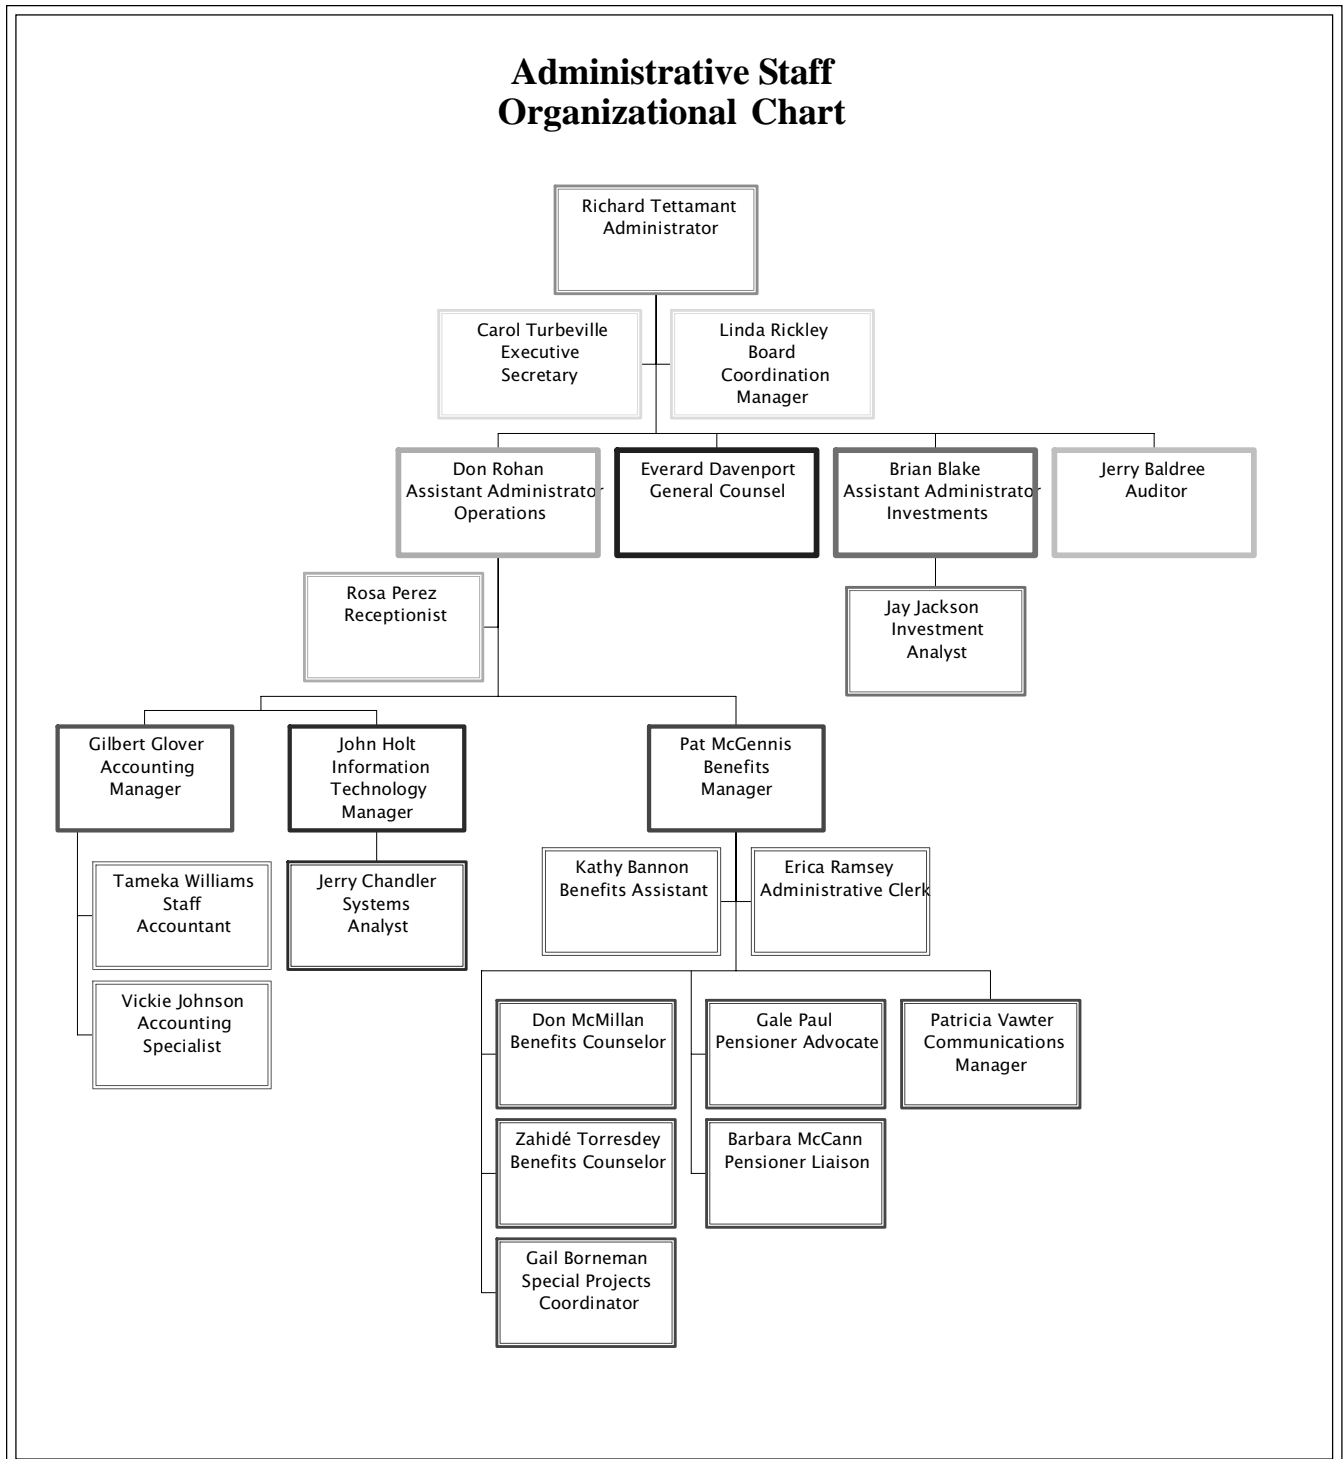 Administrative Staff
Organizational Chart
Richard Tettamant
Administrator
Carol Turbeville
Executive
Secretary
Linda Rickley
Board
Coordination
Manager
Don Rohan
Assistant Administrator
Operations
Everard Davenport
General Counsel
Brian Blake
Assistant Administrator
Investments
Jerry Baldree
Auditor
Rosa Perez
Receptionist
Jay Jackson
Investment
Analyst
Gilbert Glover
Accounting
Manager
John Holt
Information
Technology
Manager
Pat McGennis
Benefits
Manager
Tameka Williams
Staff
Accountant
Jerry Chandler
Systems
Analyst
Kathy Bannon
Benefits Assistant
Erica Ramsey
Administrative Clerk
Vickie Johnson
Accounting
Specialist
Don McMillan
Benefits Counselor
Gale Paul
Pensioner Advocate
Patricia Vawter
Communications
Manager
Zahidé Torresdey
Benefits Counselor
Barbara McCann
Pensioner Liaison
Gail Borneman
Special Projects
Coordinator